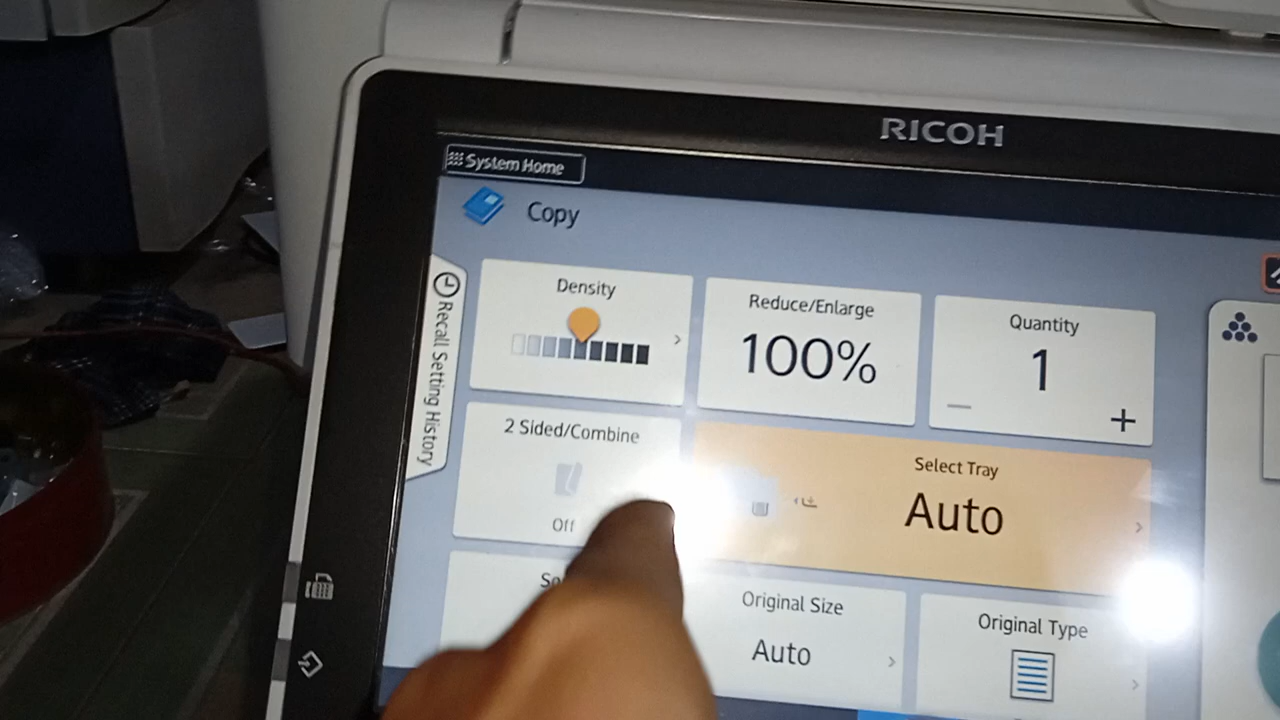 RICOH
System Home
Copy
Recall Setting History
Density
Reduce/Enlarge
100%
Quantity
1
2 Sided/Combine
Off
Select Tray
Auto
Original Size
Auto
Original Type